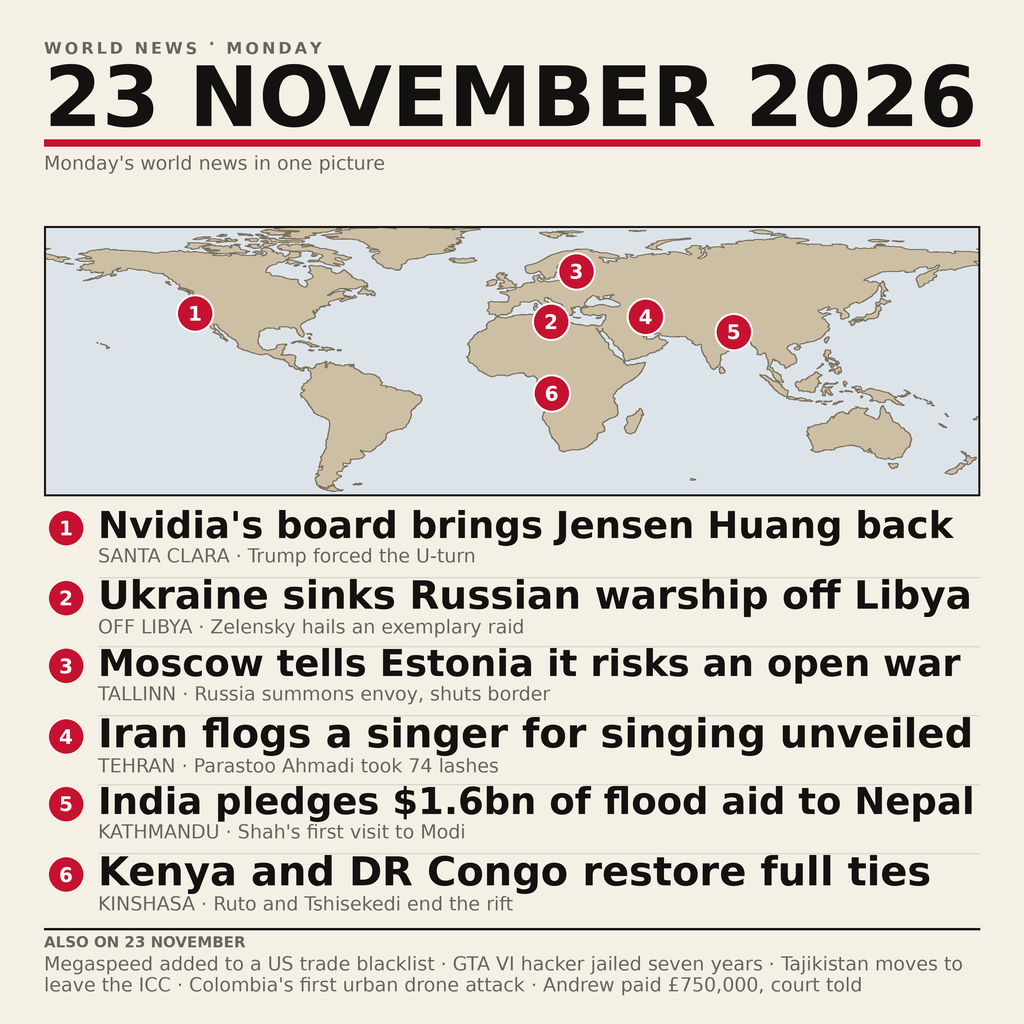 WORLD NEWS · MONDAY
23 NOVEMBER 2026
Monday's world news in one picture
1
2
3
4
5
6
1 Nvidia's board brings Jensen Huang back
SANTA CLARA · Trump forced the U-turn
2 Ukraine sinks Russian warship off Libya
OFF LIBYA · Zelensky hails an exemplary raid
3 Moscow tells Estonia it risks an open war
TALLINN · Russia summons envoy, shuts border
4 Iran flogs a singer for singing unveiled
TEHRAN · Parastoo Ahmadi took 74 lashes
5 India pledges $1.6bn of flood aid to Nepal
KATHMANDU · Shah's first visit to Modi
6 Kenya and DR Congo restore full ties
KINSHASA · Ruto and Tshisekedi end the rift
ALSO ON 23 NOVEMBER
Megaspeed added to a US trade blacklist · GTA VI hacker jailed seven years · Tajikistan moves to
leave the ICC · Colombia's first urban drone attack · Andrew paid £750,000, court told